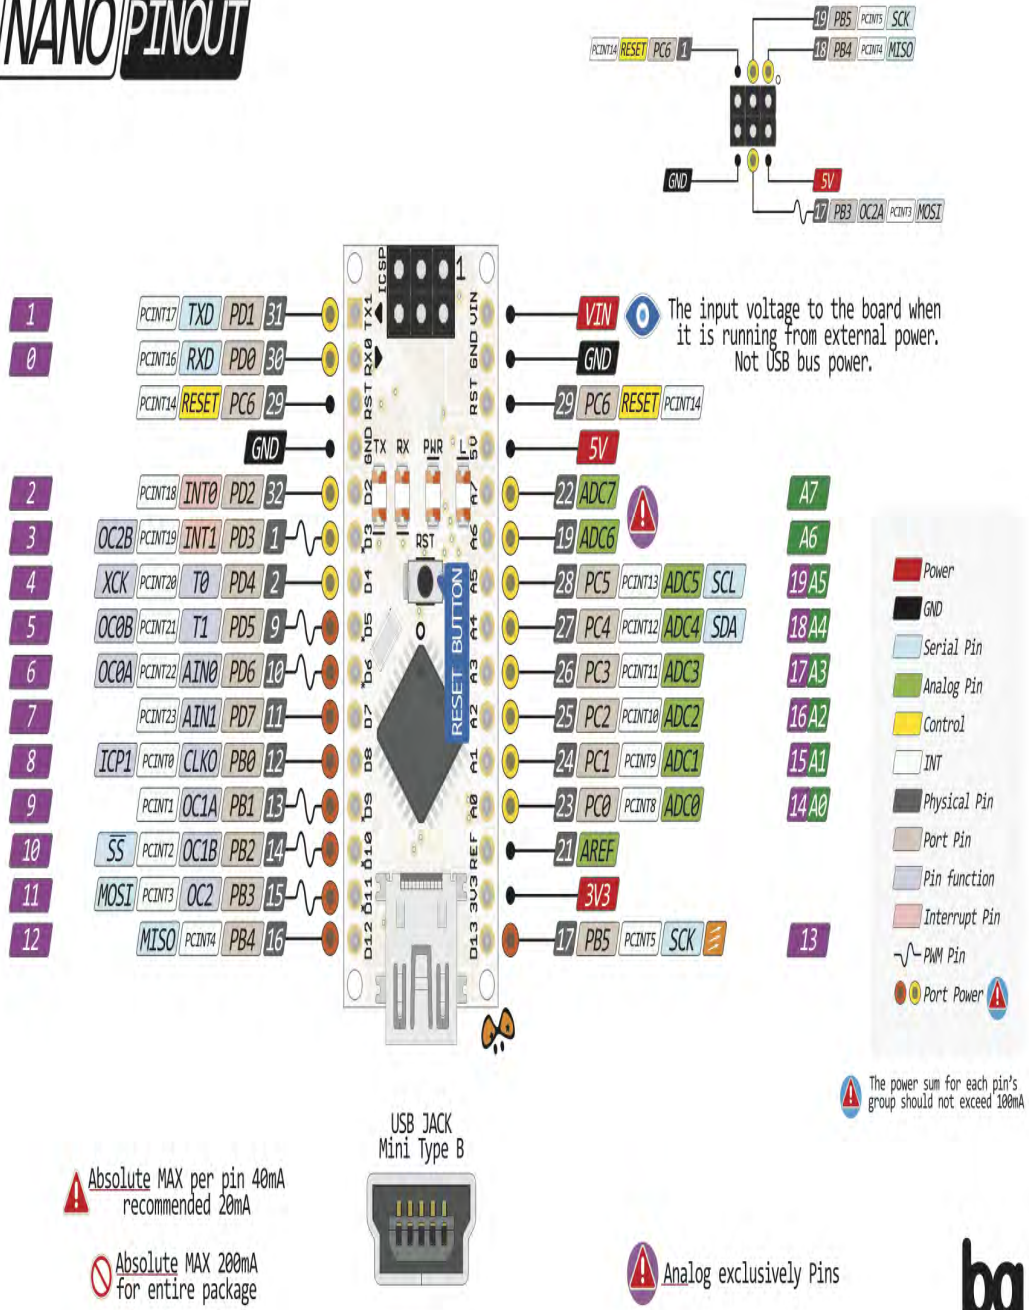 NANO PINOUT
19 PB5 PCINT5 SCK
PCINT14 RESET PC6 1
18 PB4 PCINT4 MISO
GND
5V
17 PB3 OC2A PCINT3 MOSI
ICSP
1
1 PCINT17 TXD PD1 31 TX1 VIN VIN
The input voltage to the board when
it is running from external power.
Not USB bus power.
0 PCINT16 RXD PD0 30 RX0 GND GND
PCINT14 RESET PC6 29 RST RST 29 PC6 RESET PCINT14
GND GND TX RX PWR L 5V 5V
2 PCINT18 INT0 PD2 32 D2 A7 22 ADC7 A7
3 OC2B PCINT19 INT1 PD3 1 D3 A6 19 ADC6 A6
RST
4 XCK PCINT20 T0 PD4 2 D4 A5 28 PC5 PCINT13 ADC5 SCL 19 A5
5 OC0B PCINT21 T1 PD5 9 D5 A4 27 PC4 PCINT12 ADC4 SDA 18 A4
RESET BUTTON
6 OC0A PCINT22 AIN0 PD6 10 D6 A3 26 PC3 PCINT11 ADC3 17 A3
7 PCINT23 AIN1 PD7 11 D7 A2 25 PC2 PCINT10 ADC2 16 A2
8 ICP1 PCINT0 CLKO PB0 12 D8 A1 24 PC1 PCINT9 ADC1 15 A1
9 PCINT1 OC1A PB1 13 D9 A0 23 PC0 PCINT8 ADC0 14 A0
10 SS PCINT2 OC1B PB2 14 D10 REF 21 AREF
11 MOSI PCINT3 OC2 PB3 15 D11 3V3 3V3
12 MISO PCINT4 PB4 16 D12 D13 17 PB5 PCINT5 SCK 13
Power
GND
Serial Pin
Analog Pin
Control
INT
Physical Pin
Port Pin
Pin function
Interrupt Pin
PWM Pin
Port Power
The power sum for each pin's
group should not exceed 100mA
USB JACK
Mini Type B
Absolute MAX per pin 40mA
recommended 20mA
Absolute MAX 200mA
for entire package
Analog exclusively Pins